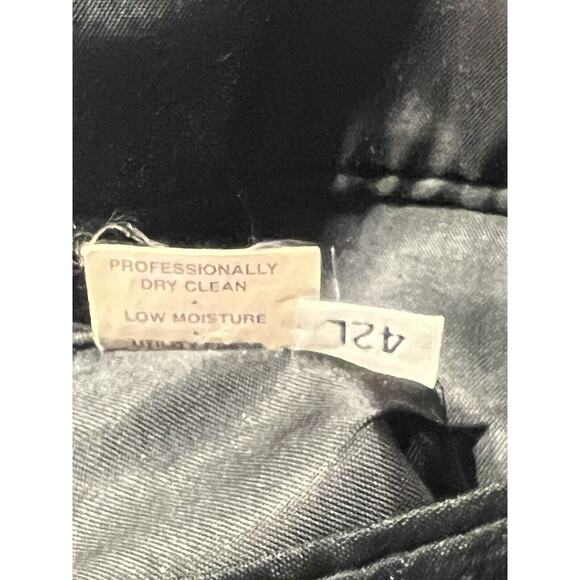 PROFESSIONALLY
DRY CLEAN
•
LOW MOISTURE
•
42L